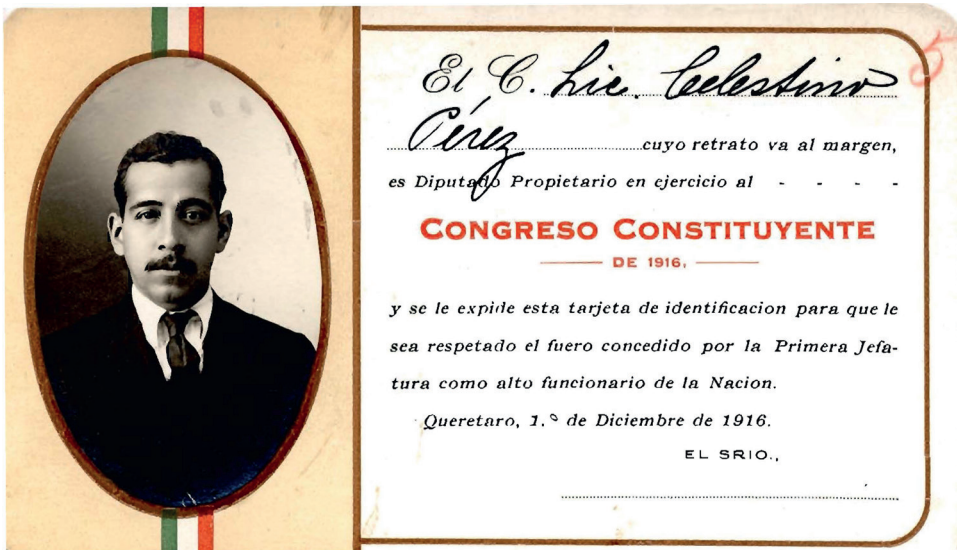 5
El C. Lic. Celestino
Pérez cuyo retrato va al margen,
es Diputado Propietario en ejercicio al - - - -
CONGRESO CONSTITUYENTE
DE 1916,
y se le expide esta tarjeta de identificacion para que le
sea respetado el fuero concedido por la Primera Jefa-
tura como alto funcionario de la Nacion.
Queretaro, 1.º de Diciembre de 1916.
EL SRIO.,